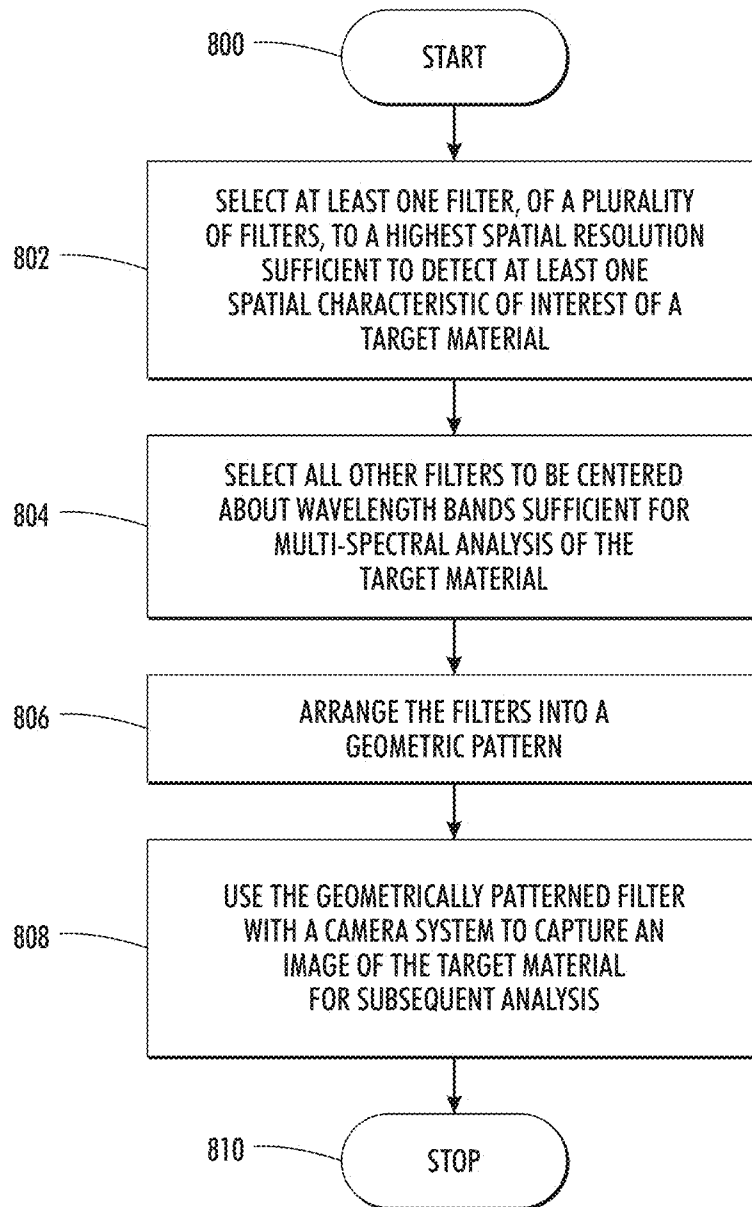 800
START
802
SELECT AT LEAST ONE FILTER, OF A PLURALITY
OF FILTERS, TO A HIGHEST SPATIAL RESOLUTION
SUFFICIENT TO DETECT AT LEAST ONE
SPATIAL CHARACTERISTIC OF INTEREST OF A
TARGET MATERIAL
804
SELECT ALL OTHER FILTERS TO BE CENTERED
ABOUT WAVELENGTH BANDS SUFFICIENT FOR
MULTI-SPECTRAL ANALYSIS OF THE
TARGET MATERIAL
806
ARRANGE THE FILTERS INTO A
GEOMETRIC PATTERN
808
USE THE GEOMETRICALLY PATTERNED FILTER
WITH A CAMERA SYSTEM TO CAPTURE AN
IMAGE OF THE TARGET MATERIAL
FOR SUBSEQUENT ANALYSIS
810
STOP